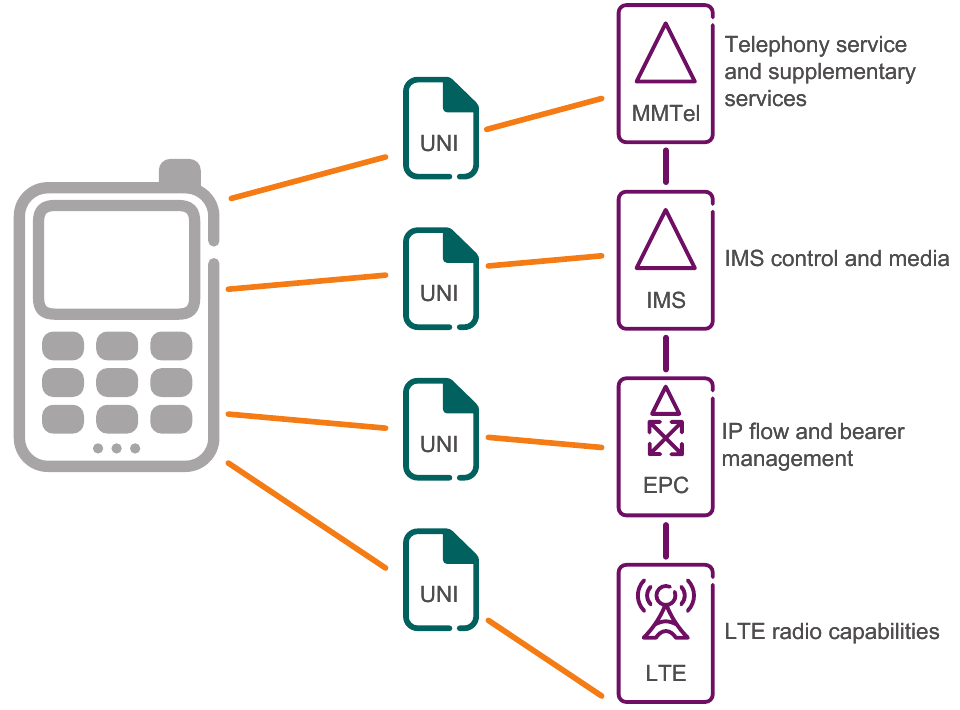 Telephony service
and supplementary
services
MMTel
UNI
IMS control and media
IMS
UNI
IP flow and bearer
management
EPC
UNI
LTE radio capabilities
LTE
UNI